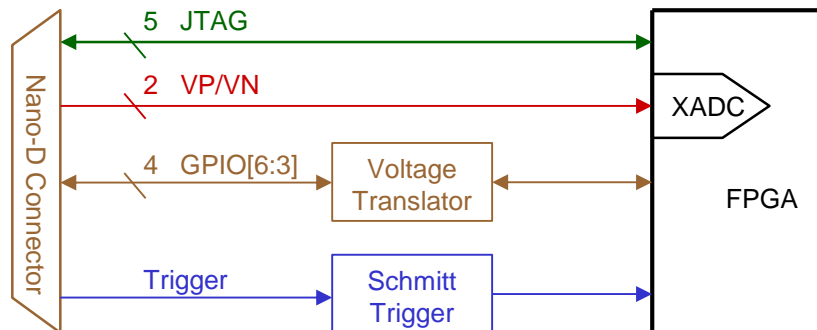 5 JTAG
2 VP/VN
XADC
4 GPIO[6:3]
Voltage
Translator
FPGA
Nano-D Connector
Trigger
Schmitt
Trigger